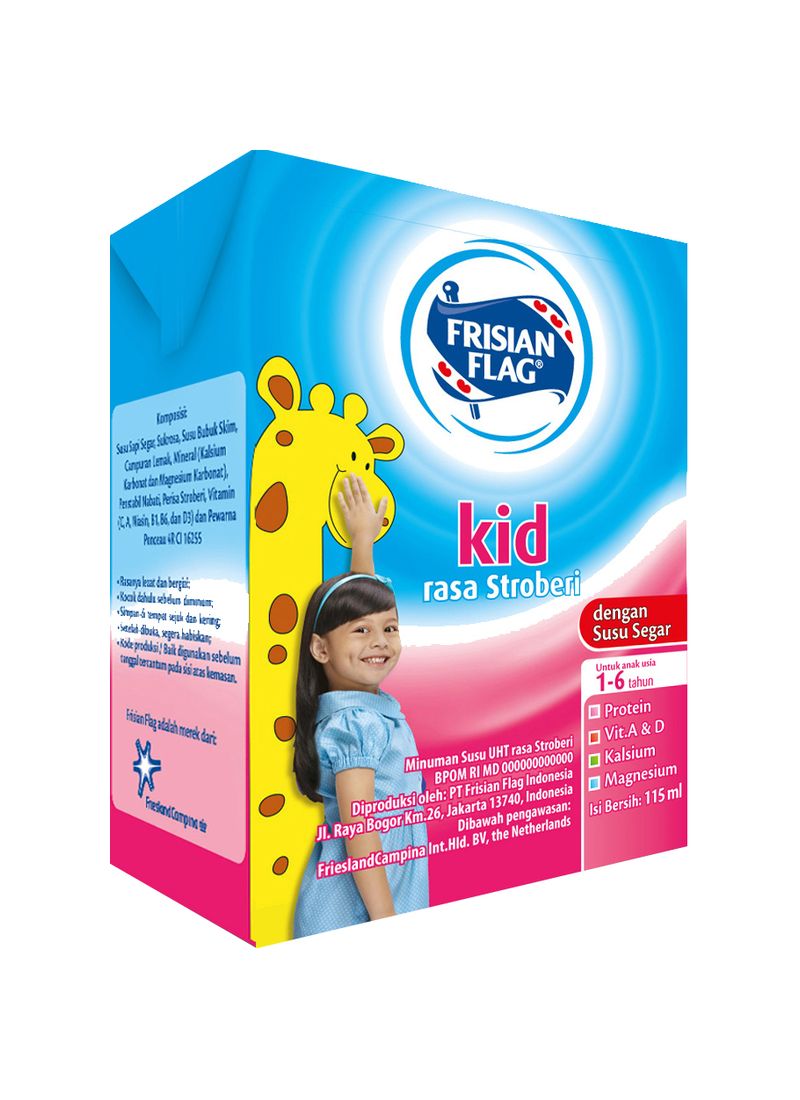 FRISIAN
FLAG®
kid
rasa Stroberi
dengan
Susu Segar
Untuk anak usia
1-6 tahun
Protein
Vit.A & D
Kalsium
Magnesium
Isi Bersih: 115 ml
Minuman Susu UHT rasa Stroberi
BPOM RI MD 000000000000
Diproduksi oleh: PT Frisian Flag Indonesia
Jl. Raya Bogor Km.26, Jakarta 13740, Indonesia
Dibawah pengawasan:
FrieslandCampina Int.Hld. BV, the Netherlands
Komposisi:
Susu Sapi Segar, Sukrosa, Susu Bubuk Skim,
Campuran Lemak, Mineral (Kalsium
Karbonat dan Magnesium Karbonat),
Penstabil Nabati, Perisa Stroberi, Vitamin
(C, A, Niasin, B1, B6, dan D3) dan Pewarna
Ponceau 4R CI 16255
• Rasanya lezat dan bergizi;
• Kocok dahulu sebelum diminum;
• Simpan di tempat sejuk dan kering;
• Setelah dibuka, segera habiskan;
• Kode produksi / Baik digunakan sebelum
tanggal tercantum pada sisi atas kemasan.
Frisian Flag adalah merek dari:
FrieslandCampina